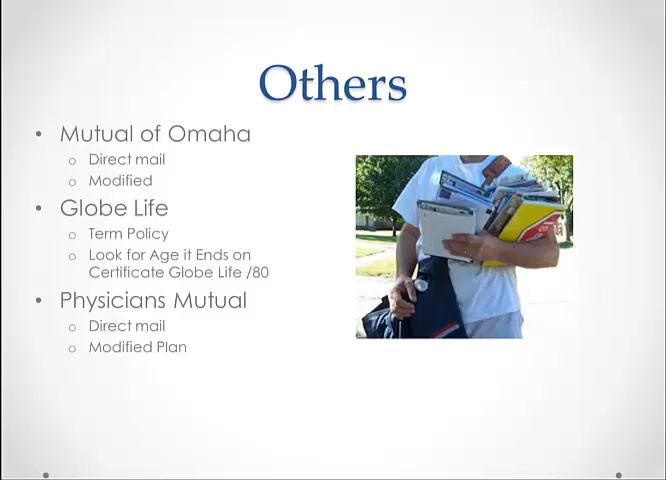 Others
• Mutual of Omaha
o Direct mail
o Modified
• Globe Life
o Term Policy
o Look for Age it Ends on
Certificate Globe Life /80
• Physicians Mutual
o Direct mail
o Modified Plan